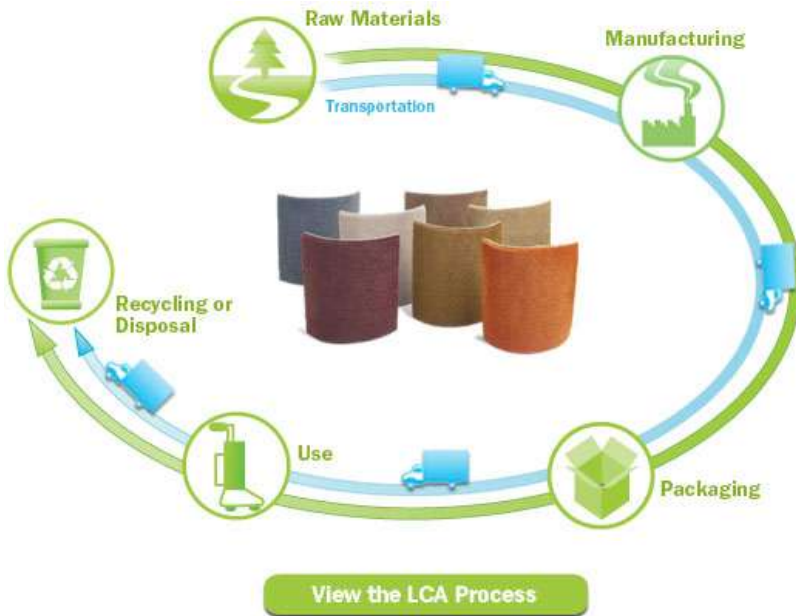 Raw Materials
Manufacturing
Transportation
Recycling or
Disposal
Use
Packaging
View the LCA Process